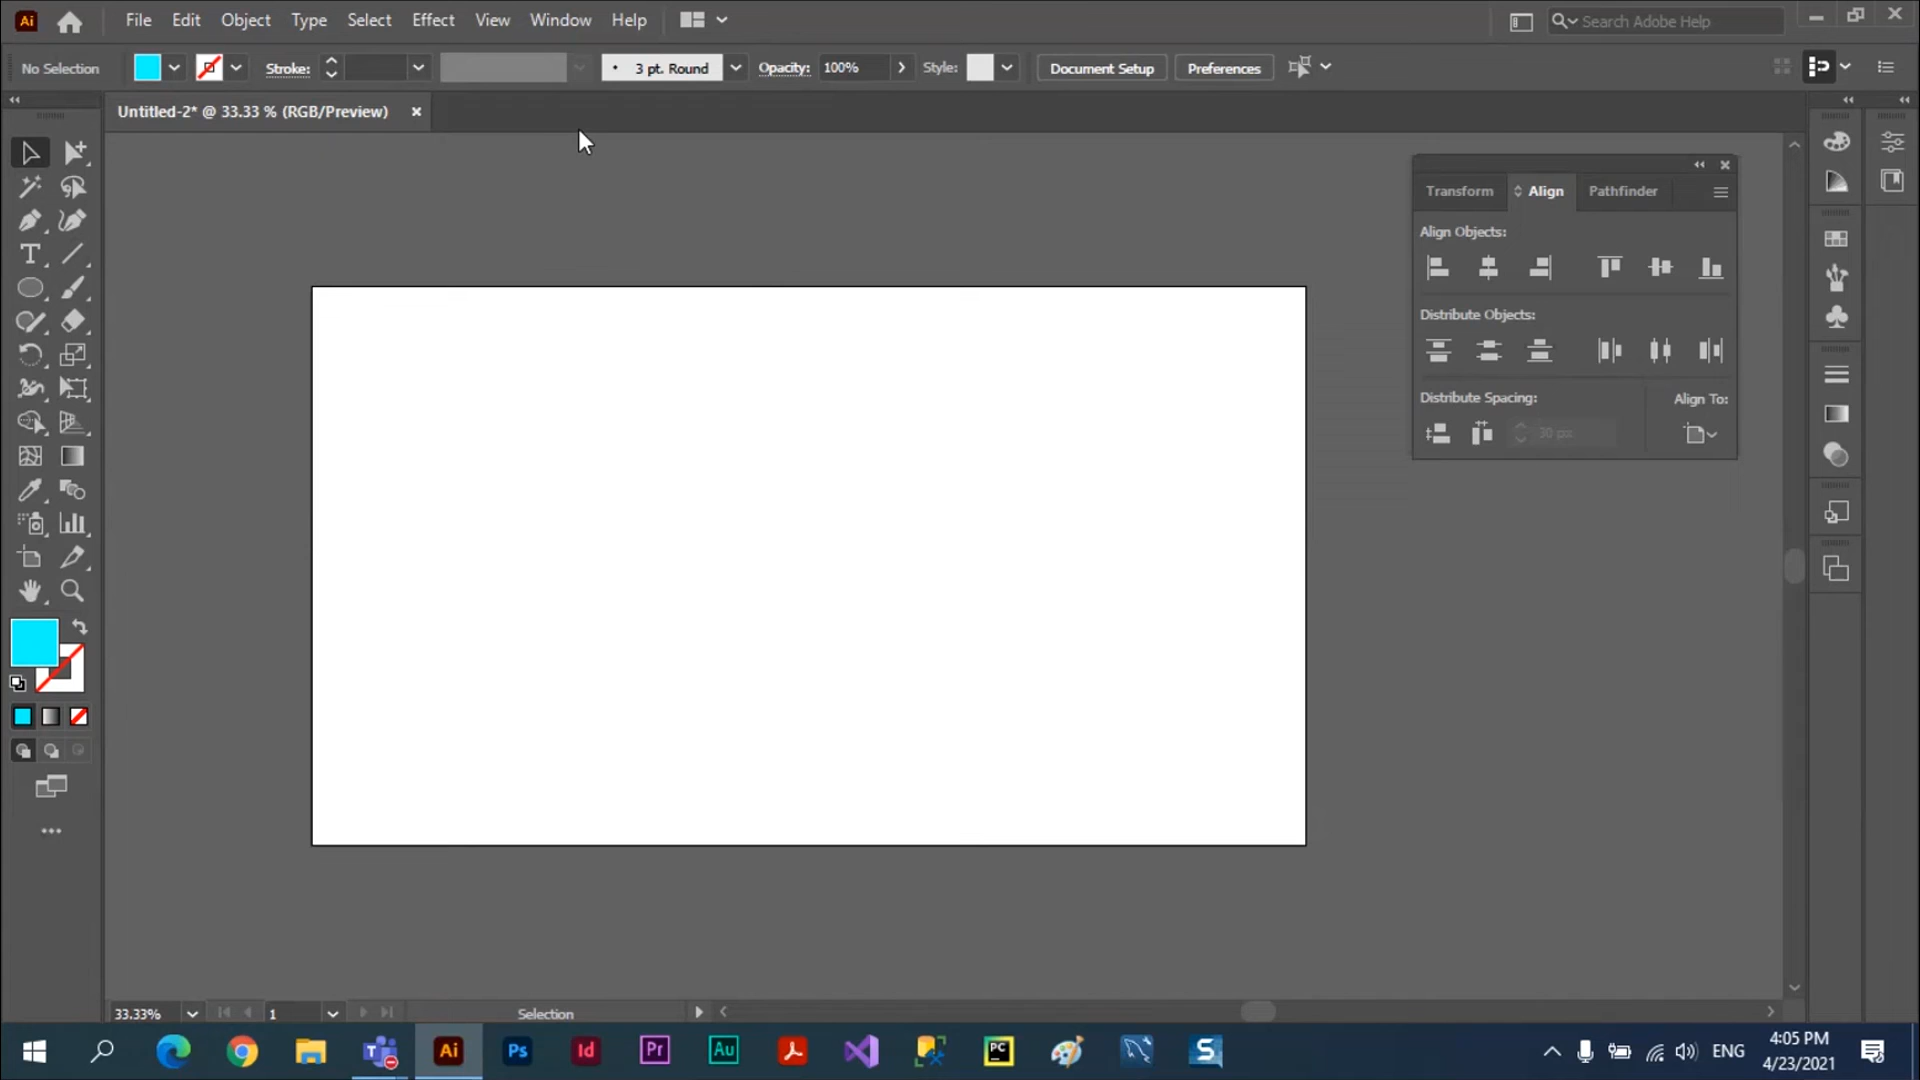 Ai File Edit Object Type Select Effect View Window Help Search Adobe Help
No Selection Stroke: 3 pt. Round Opacity: 100% Style: Document Setup Preferences
Untitled-2* @ 33.33 % (RGB/Preview)
Transform Align Pathfinder
Align Objects:
Distribute Objects:
Distribute Spacing: Align To:
30 px
33.33% 1 Selection
Ai Ps Id Pr Au PC S ENG 4:05 PM
4/23/2021